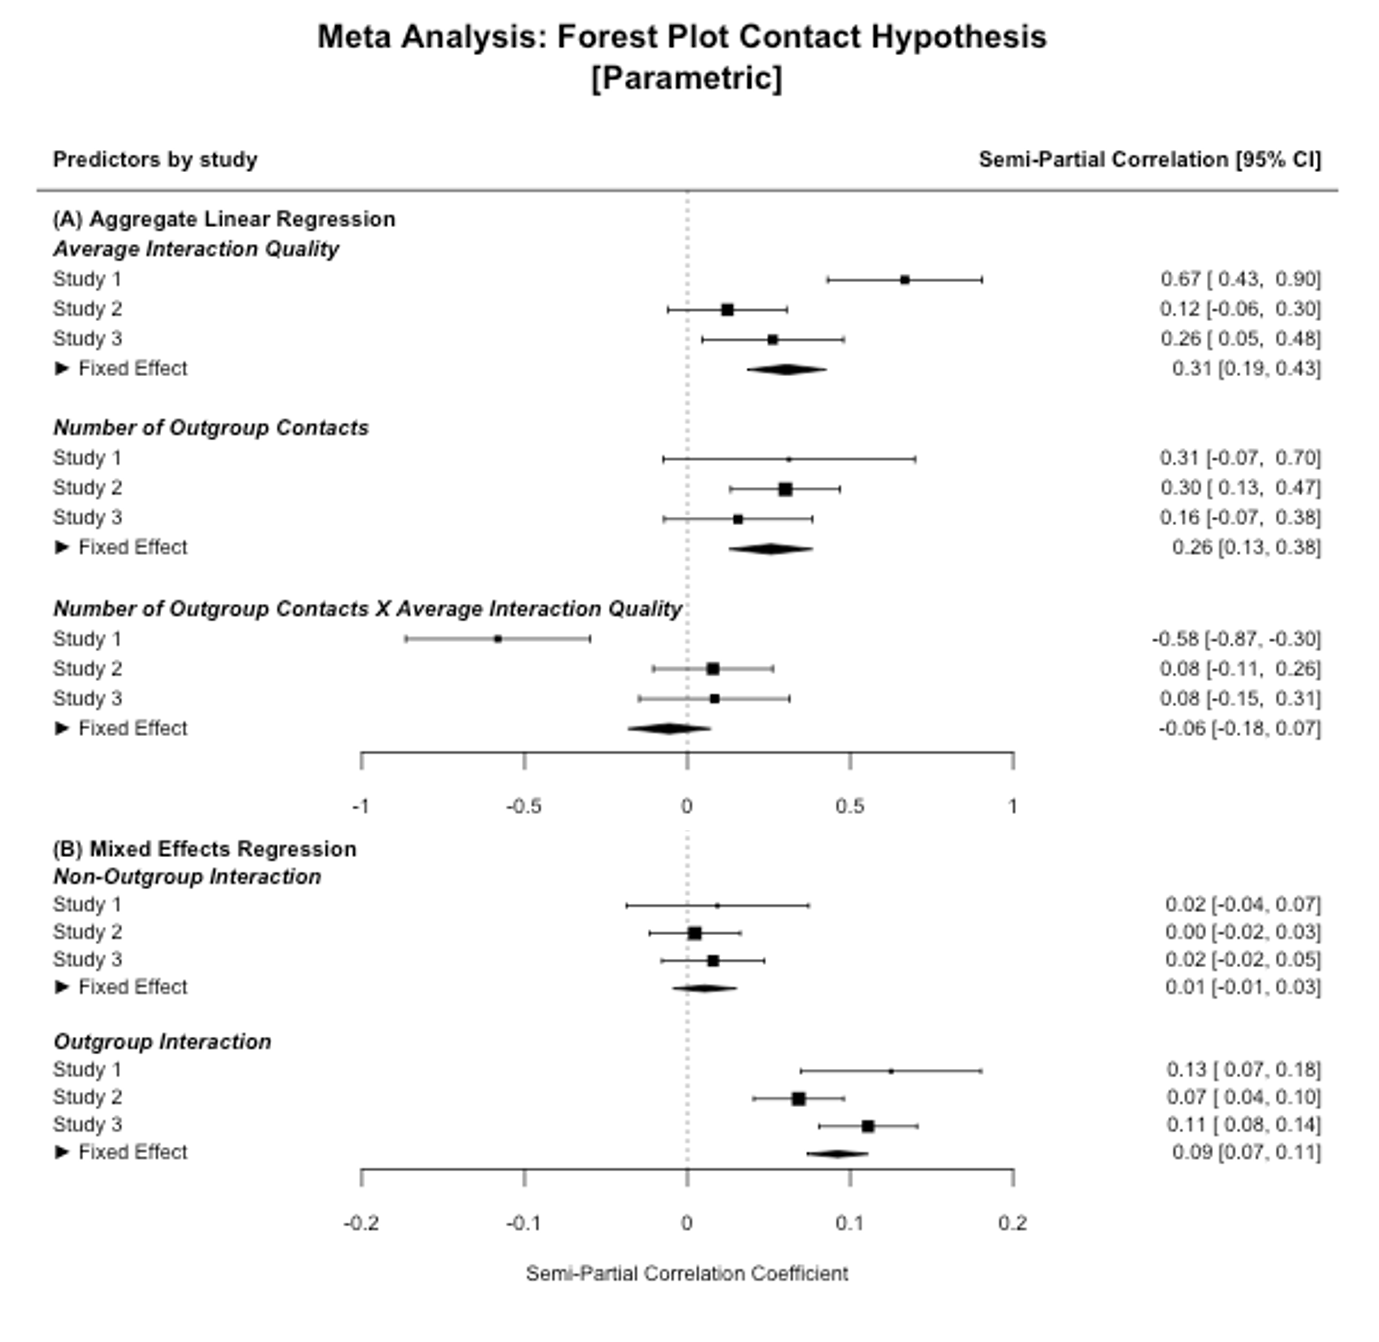 Meta Analysis: Forest Plot Contact Hypothesis
[Parametric]
Predictors by study Semi-Partial Correlation [95% CI]
(A) Aggregate Linear Regression
Average Interaction Quality
Study 1 0.67 [ 0.43, 0.90]
Study 2 0.12 [-0.06, 0.30]
Study 3 0.26 [ 0.05, 0.48]
► Fixed Effect 0.31 [0.19, 0.43]
Number of Outgroup Contacts
Study 1 0.31 [-0.07, 0.70]
Study 2 0.30 [ 0.13, 0.47]
Study 3 0.16 [-0.07, 0.38]
► Fixed Effect 0.26 [0.13, 0.38]
Number of Outgroup Contacts X Average Interaction Quality
Study 1 -0.58 [-0.87, -0.30]
Study 2 0.08 [-0.11, 0.26]
Study 3 0.08 [-0.15, 0.31]
► Fixed Effect -0.06 [-0.18, 0.07]
-1 -0.5 0 0.5 1
(B) Mixed Effects Regression
Non-Outgroup Interaction
Study 1 0.02 [-0.04, 0.07]
Study 2 0.00 [-0.02, 0.03]
Study 3 0.02 [-0.02, 0.05]
► Fixed Effect 0.01 [-0.01, 0.03]
Outgroup Interaction
Study 1 0.13 [ 0.07, 0.18]
Study 2 0.07 [ 0.04, 0.10]
Study 3 0.11 [ 0.08, 0.14]
► Fixed Effect 0.09 [0.07, 0.11]
-0.2 -0.1 0 0.1 0.2
Semi-Partial Correlation Coefficient